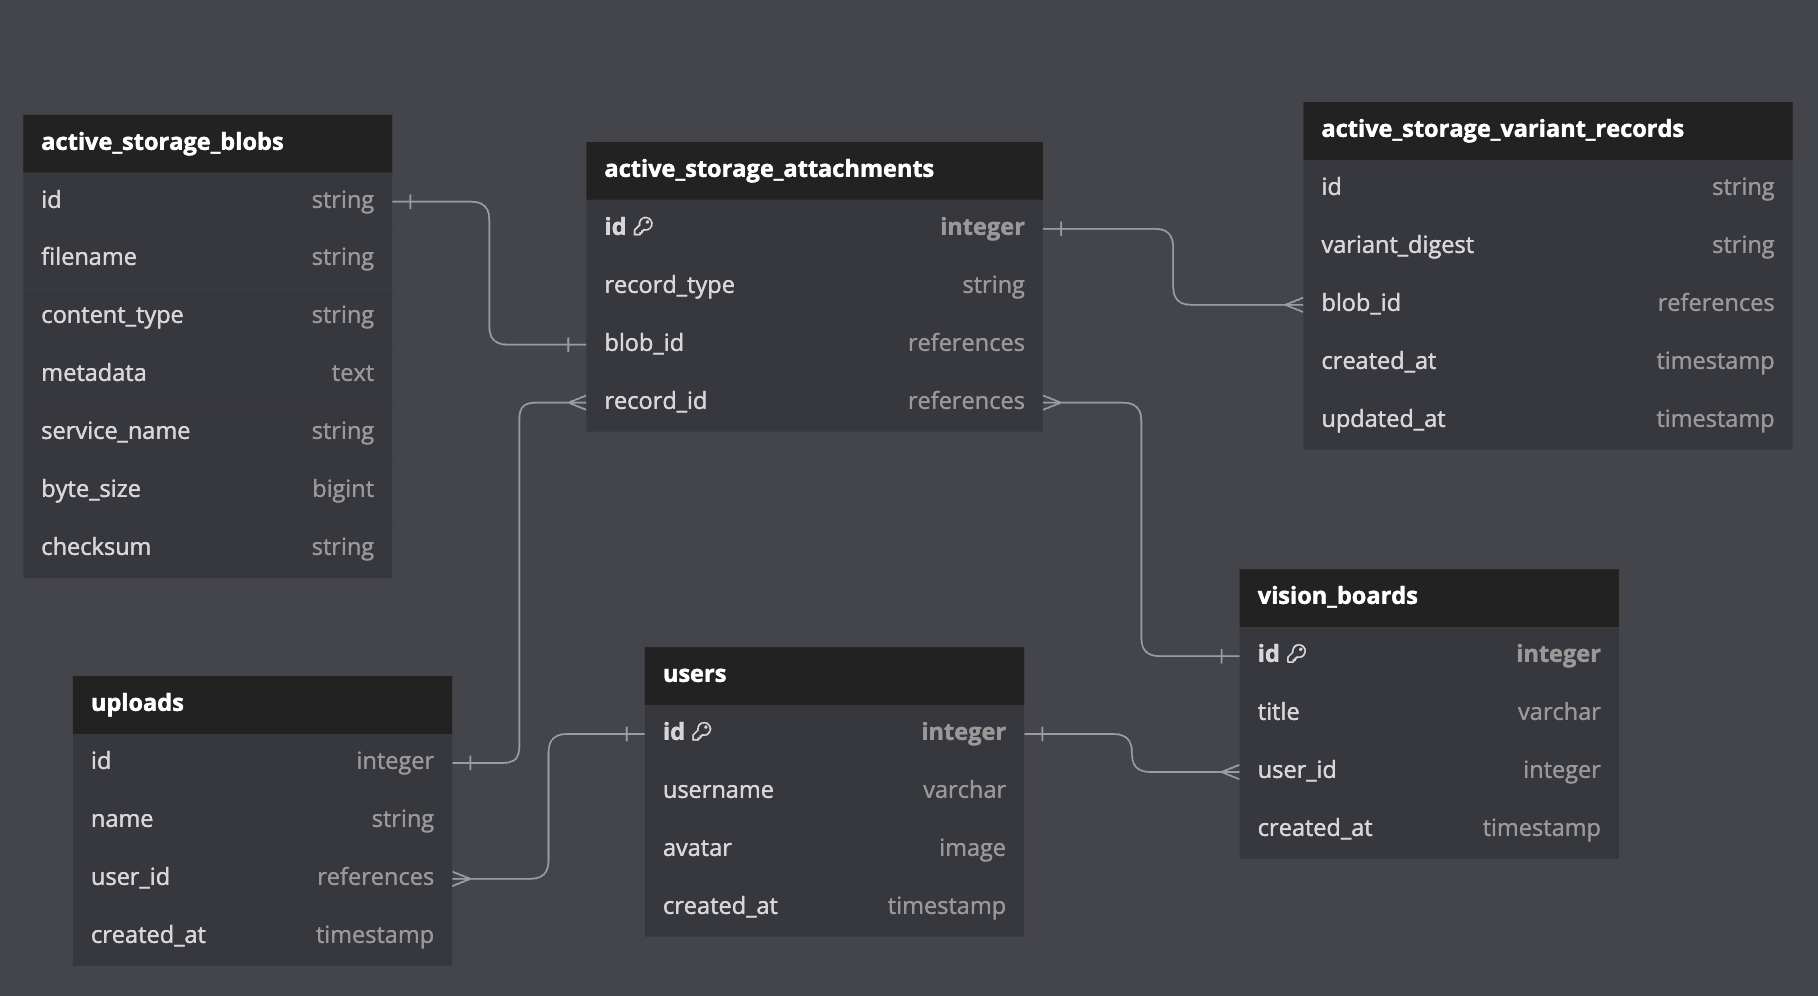 active_storage_blobs
id string
filename string
content_type string
metadata text
service_name string
byte_size bigint
checksum string
active_storage_attachments
id integer
record_type string
blob_id references
record_id references
active_storage_variant_records
id string
variant_digest string
blob_id references
created_at timestamp
updated_at timestamp
uploads
id integer
name string
user_id references
created_at timestamp
users
id integer
username varchar
avatar image
created_at timestamp
vision_boards
id integer
title varchar
user_id integer
created_at timestamp